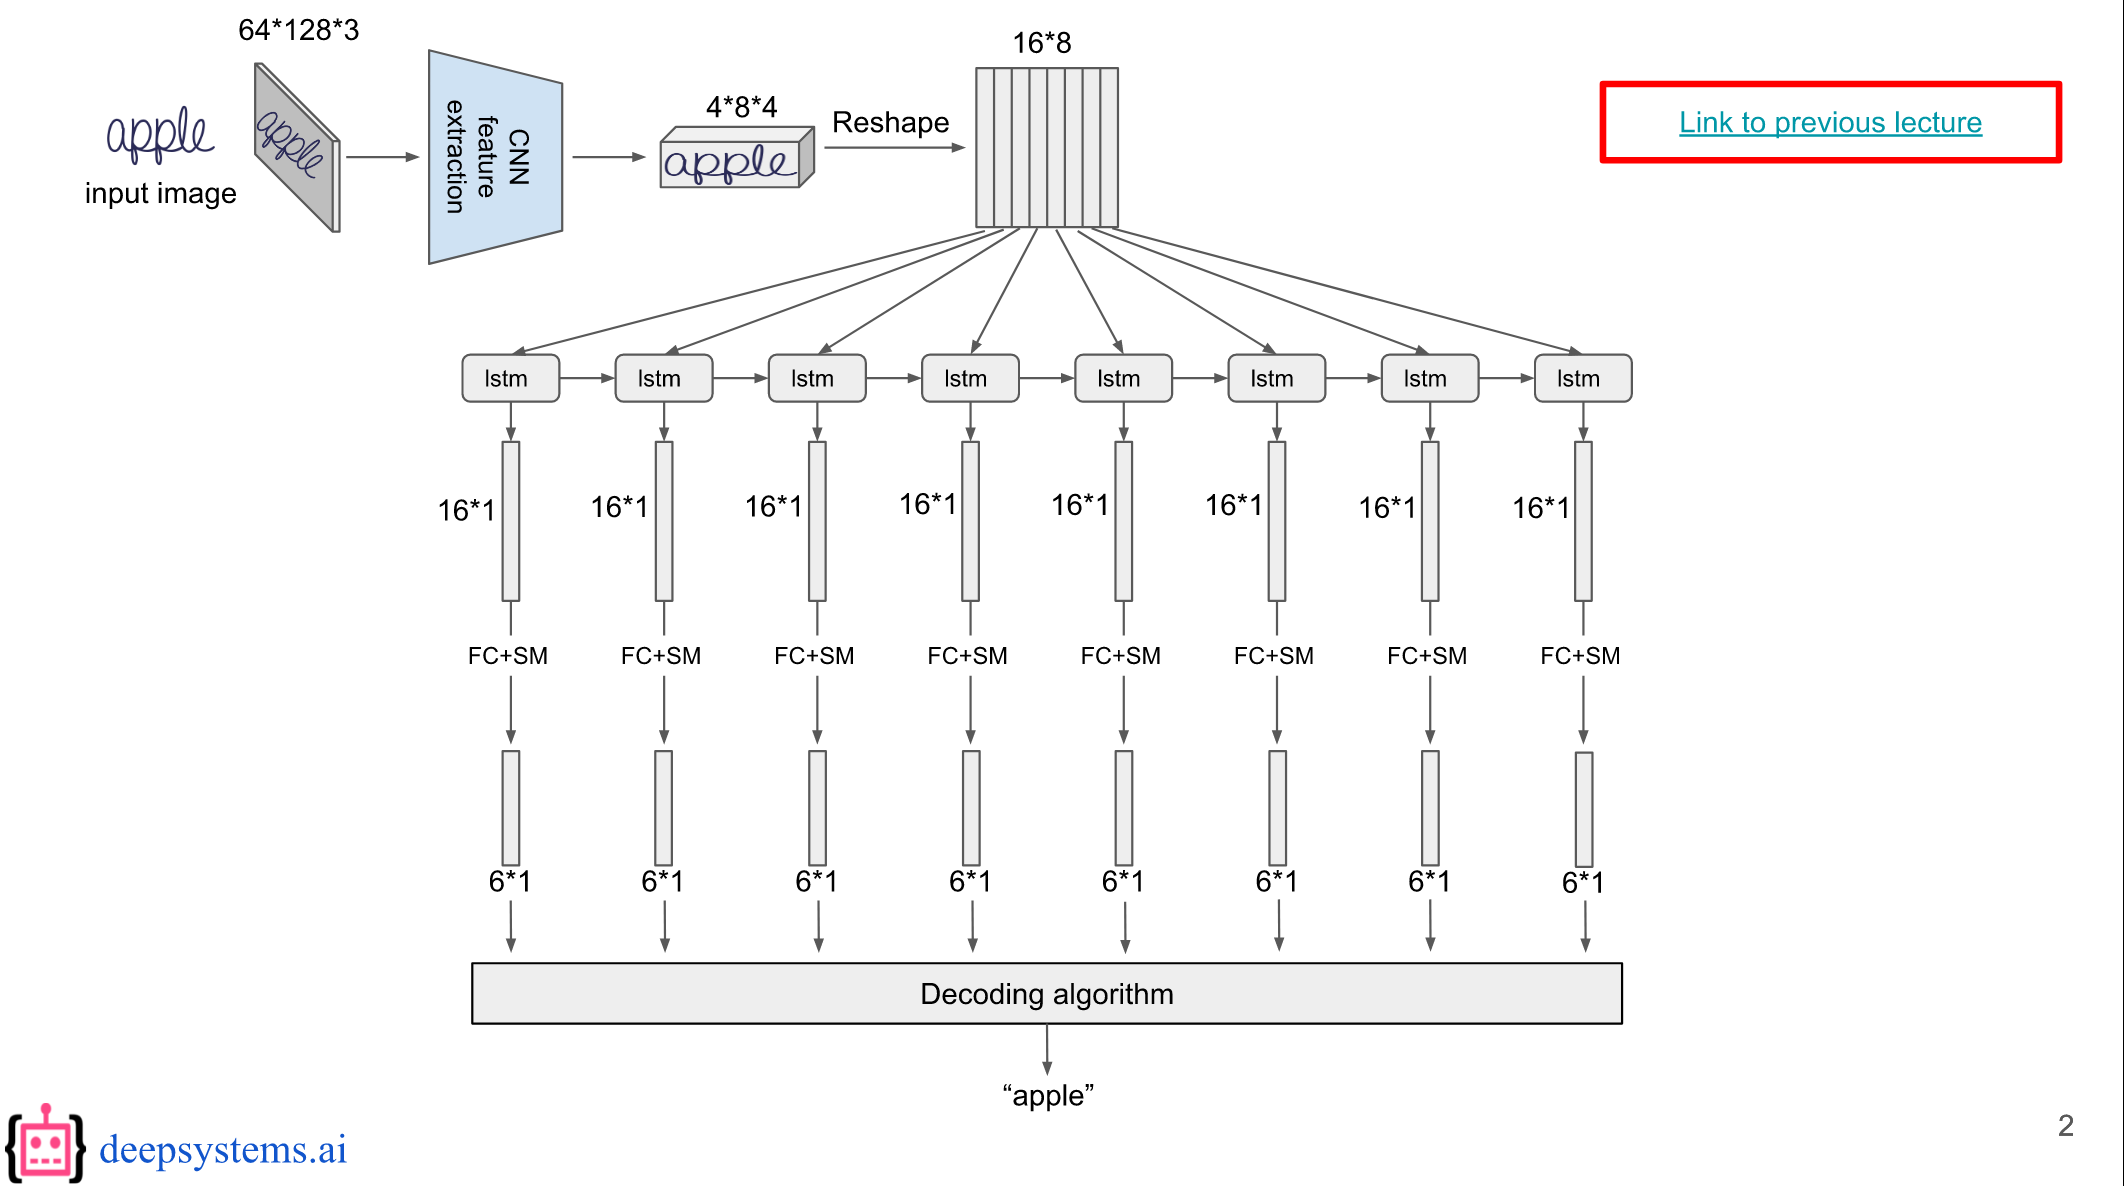 64*128*3
apple
input image
apple
CNN
feature
extraction
4*8*4
apple
Reshape
16*8
Link to previous lecture
lstm lstm lstm lstm lstm lstm lstm lstm
16*1 16*1 16*1 16*1 16*1 16*1 16*1 16*1
FC+SM FC+SM FC+SM FC+SM FC+SM FC+SM FC+SM FC+SM
6*1 6*1 6*1 6*1 6*1 6*1 6*1 6*1
Decoding algorithm
“apple”
deepsystems.ai
2